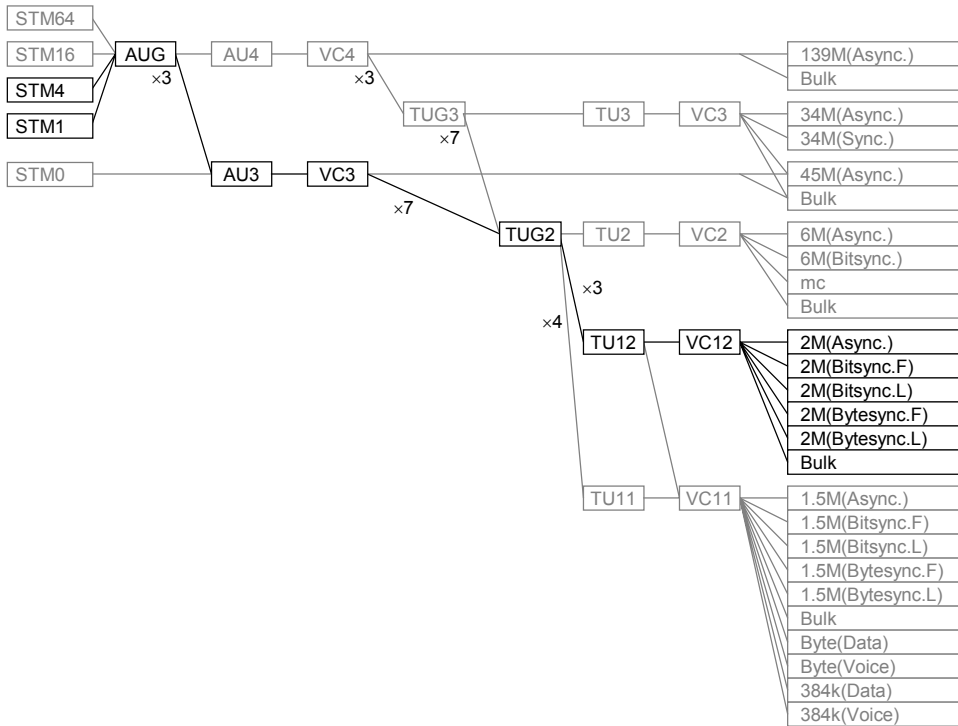 STM64
STM16 AUG AU4 VC4 139M(Async.)
×3 ×3 Bulk
STM4
TUG3 TU3 VC3 34M(Async.)
STM1 ×7 34M(Sync.)
STM0 AU3 VC3 45M(Async.)
Bulk
×7
TUG2 TU2 VC2 6M(Async.)
6M(Bitsync.)
×3 mc
Bulk
×4
TU12 VC12 2M(Async.)
2M(Bitsync.F)
2M(Bitsync.L)
2M(Bytesync.F)
2M(Bytesync.L)
Bulk
TU11 VC11 1.5M(Async.)
1.5M(Bitsync.F)
1.5M(Bitsync.L)
1.5M(Bytesync.F)
1.5M(Bytesync.L)
Bulk
Byte(Data)
Byte(Voice)
384k(Data)
384k(Voice)